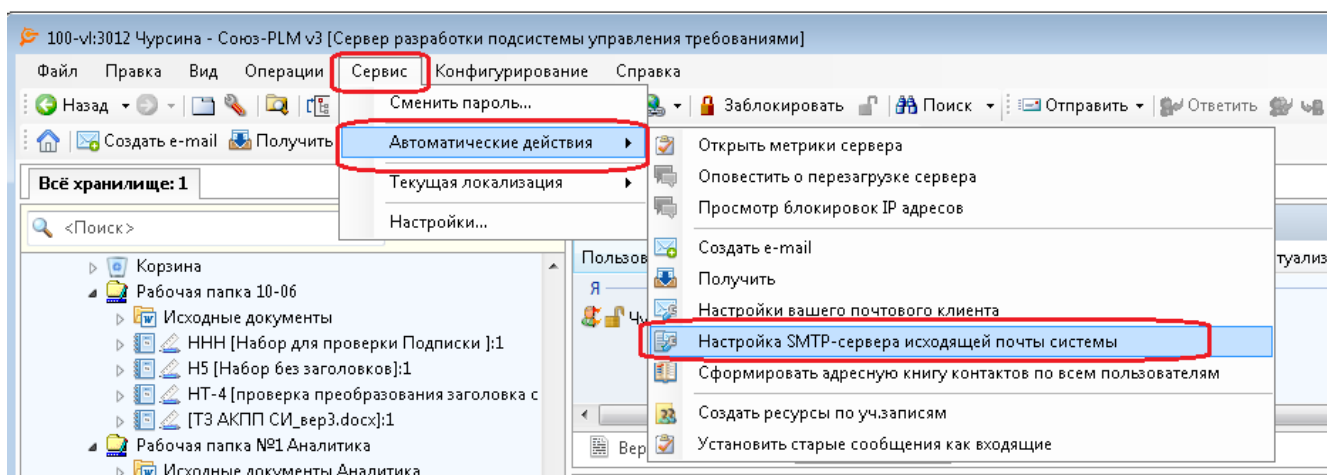 100-vl:3012 Чурсина - Союз-PLM v3 [Сервер разработки подсистемы управления требованиями]
Файл Правка Вид Операции Сервис Конфигурирование Справка
Назад Сменить пароль... Заблокировать Поиск Отправить Ответить
Создать e-mail Получить Автоматические действия Открыть метрики сервера
Оповестить о перезагрузке сервера
Всё хранилище: 1 Текущая локализация
Просмотр блокировок IP адресов
<Поиск> Настройки...
Создать e-mail
Корзина Пользов туализ
Рабочая папка 10-06 Я Получить
Исходные документы Чу Настройки вашего почтового клиента
ННН [Набор для проверки Подписки ]:1 Настройка SMTP-сервера исходящей почты системы
Н5 [Набор без заголовков]:1 Сформировать адресную книгу контактов по всем пользователям
НТ-4 [проверка преобразования заголовка с
[ТЗ АКПП СИ_вер3.docx]:1 Создать ресурсы по уч.записям
Рабочая папка №1 Аналитика Вер Установить старые сообщения как входящие
Исходные документы Аналитика